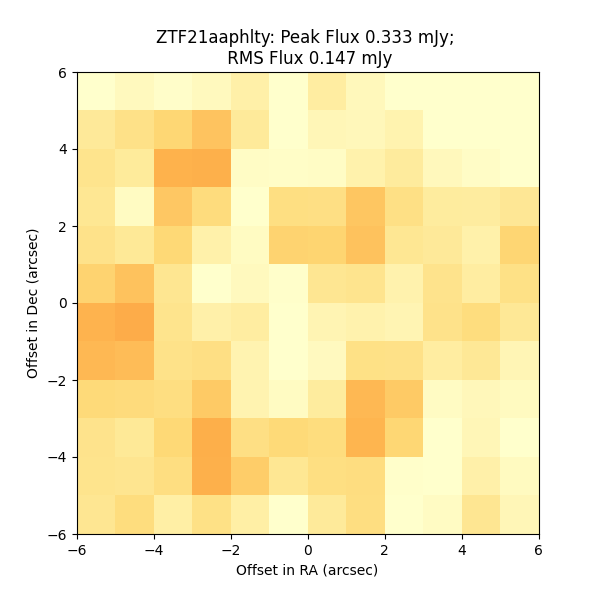 ZTF21aaphlty: Peak Flux 0.333 mJy;
RMS Flux 0.147 mJy
6
4
2
0
−2
−4
−6
Offset in Dec (arcsec)
−6 −4 −2 0 2 4 6
Offset in RA (arcsec)